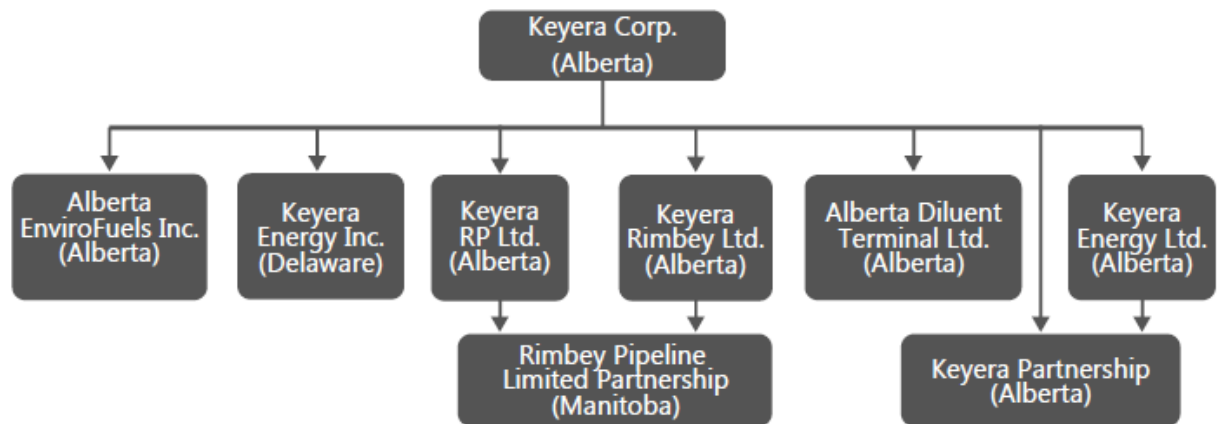 Keyera Corp.
(Alberta)
Alberta
EnviroFuels Inc.
(Alberta)
Keyera
Energy Inc.
(Delaware)
Keyera
RP Ltd.
(Alberta)
Keyera
Rimbey Ltd.
(Alberta)
Alberta Diluent
Terminal Ltd.
(Alberta)
Keyera
Energy Ltd.
(Alberta)
Rimbey Pipeline
Limited Partnership
(Manitoba)
Keyera Partnership
(Alberta)